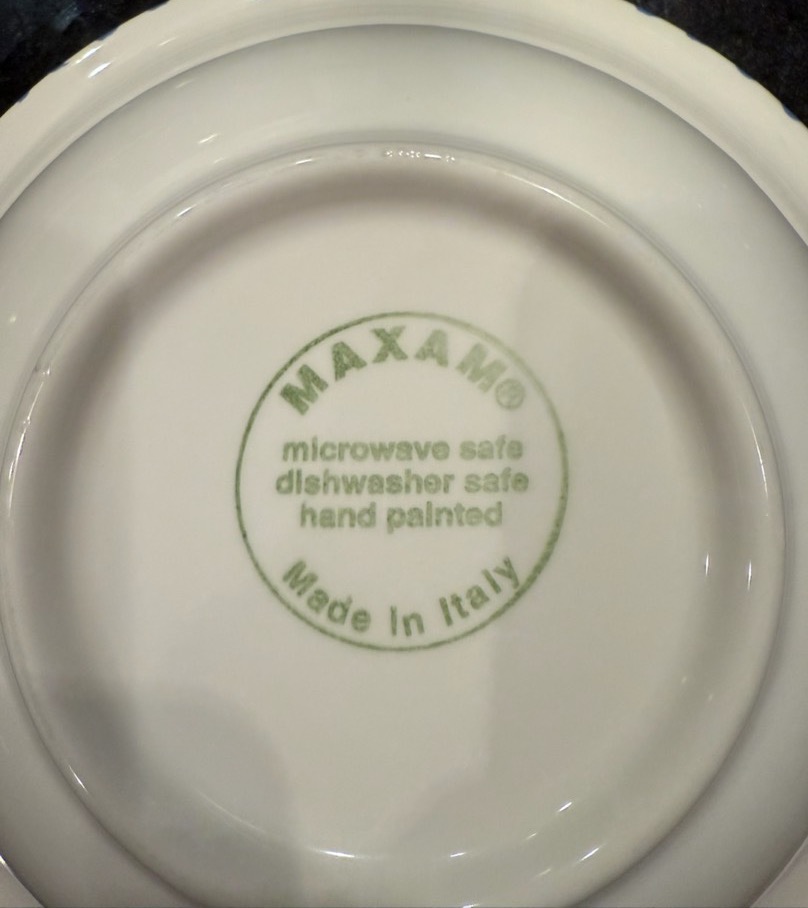 MAXAM®
microwave safe
dishwasher safe
hand painted
Made in Italy